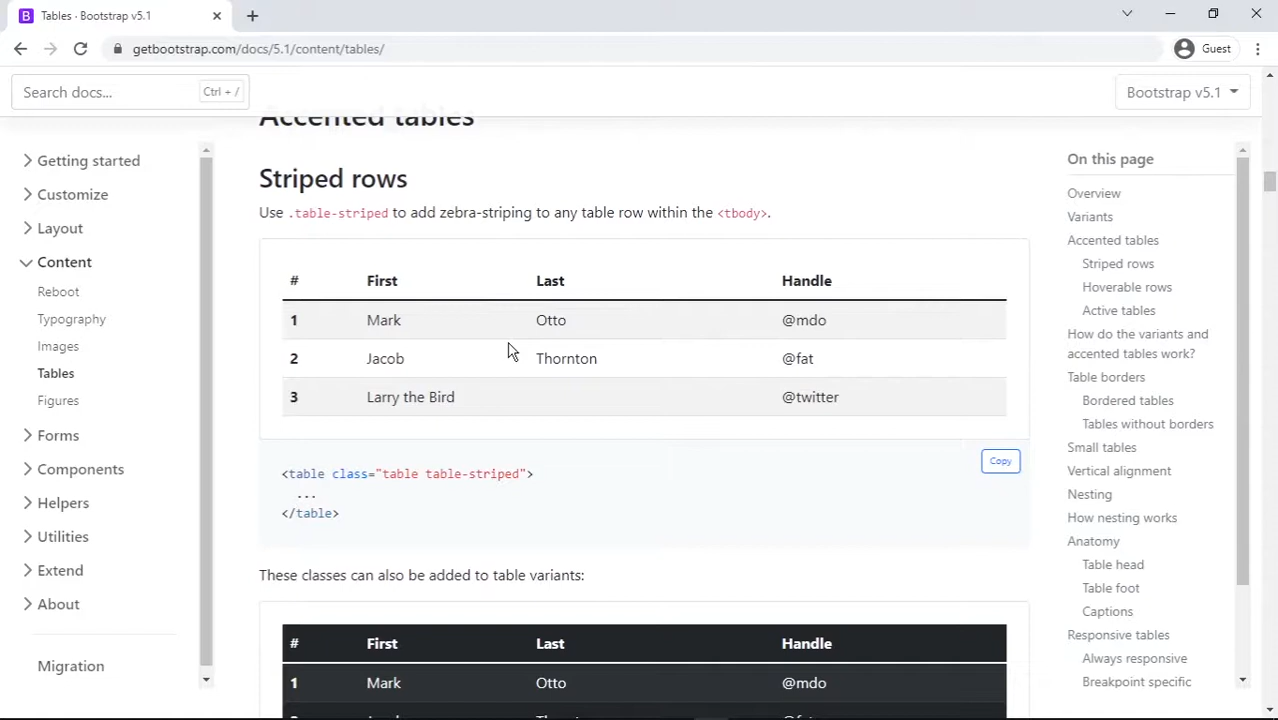 Tables · Bootstrap v5.1
getbootstrap.com/docs/5.1/content/tables/
Guest
Search docs...
Ctrl + /
Bootstrap v5.1
Getting started
Customize
Layout
Content
Reboot
Typography
Images
Tables
Figures
Forms
Components
Helpers
Utilities
Extend
About
Migration
Accented tables
Striped rows
Use .table-striped to add zebra-striping to any table row within the <tbody>.
# First Last Handle
1 Mark Otto @mdo
2 Jacob Thornton @fat
3 Larry the Bird @twitter
Copy
<table class="table table-striped">
...
</table>
These classes can also be added to table variants:
# First Last Handle
1 Mark Otto @mdo
On this page
Overview
Variants
Accented tables
Striped rows
Hoverable rows
Active tables
How do the variants and
accented tables work?
Table borders
Bordered tables
Tables without borders
Small tables
Vertical alignment
Nesting
How nesting works
Anatomy
Table head
Table foot
Captions
Responsive tables
Always responsive
Breakpoint specific